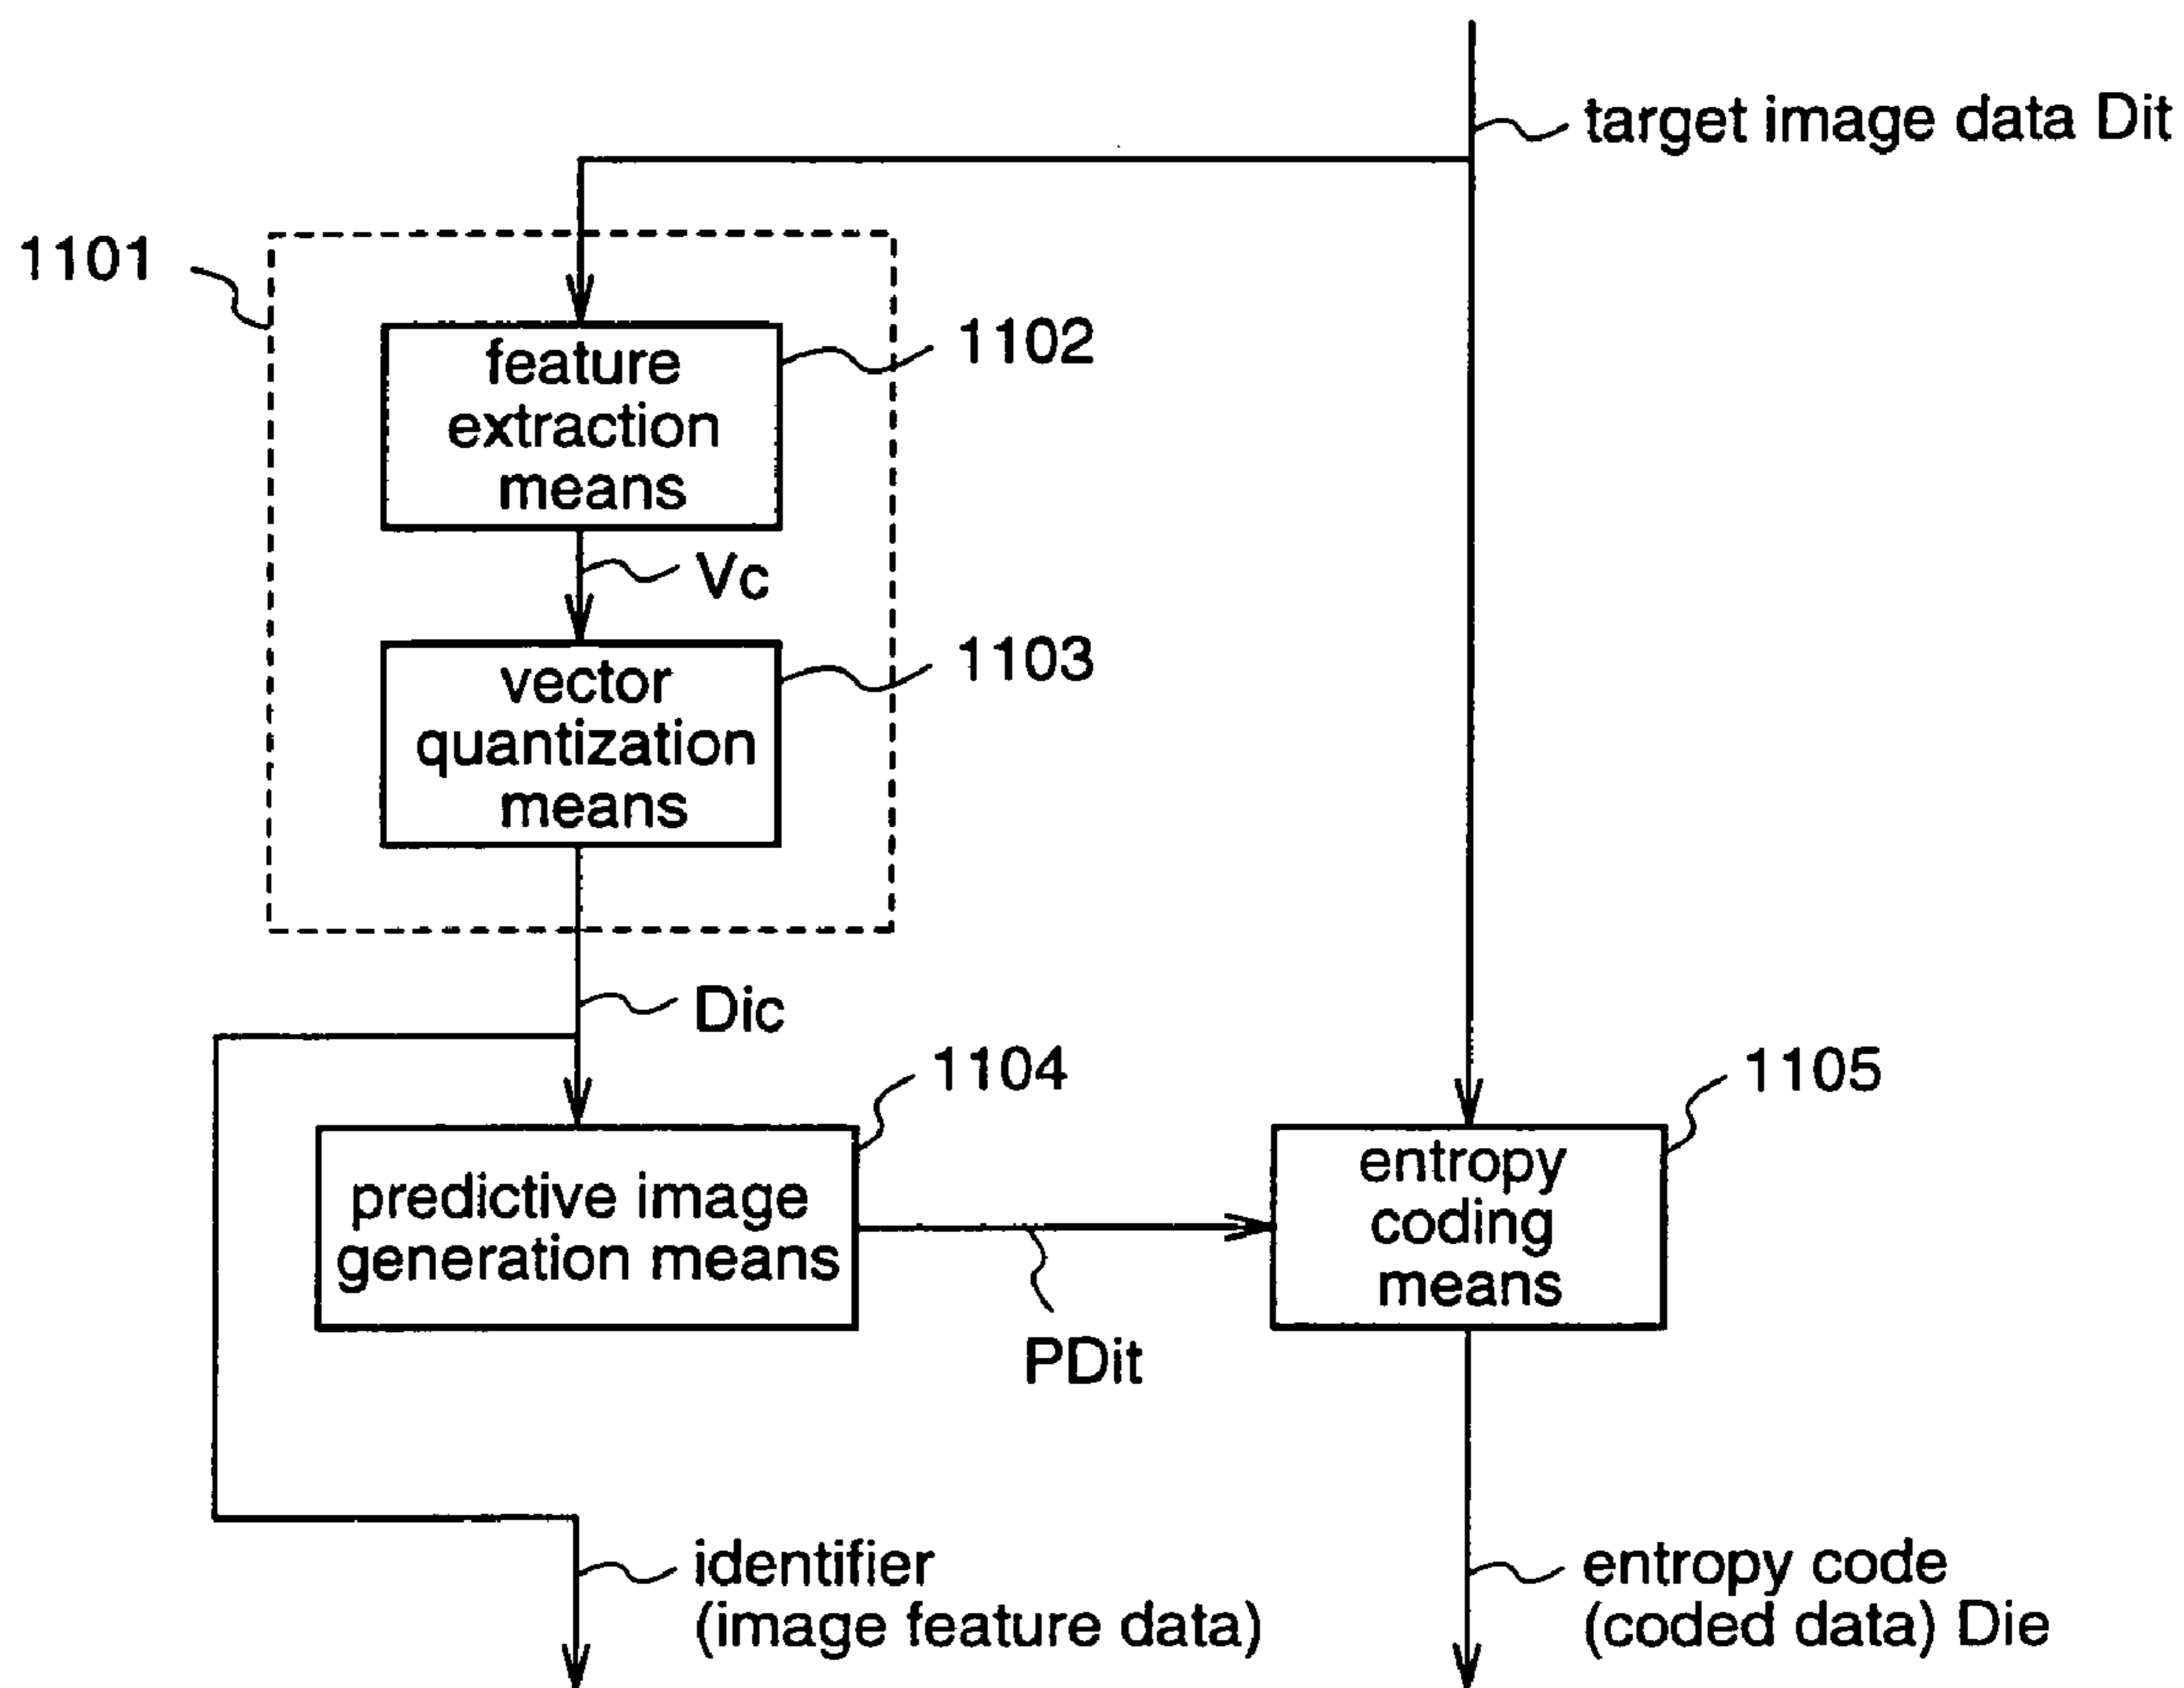 target image data Dit
1101
1102
feature
extraction
means
Vc
1103
vector
quantization
means
Dic
1104
1105
predictive image
generation means
entropy
coding
means
PDit
identifier
(image feature data)
entropy code
(coded data) Die